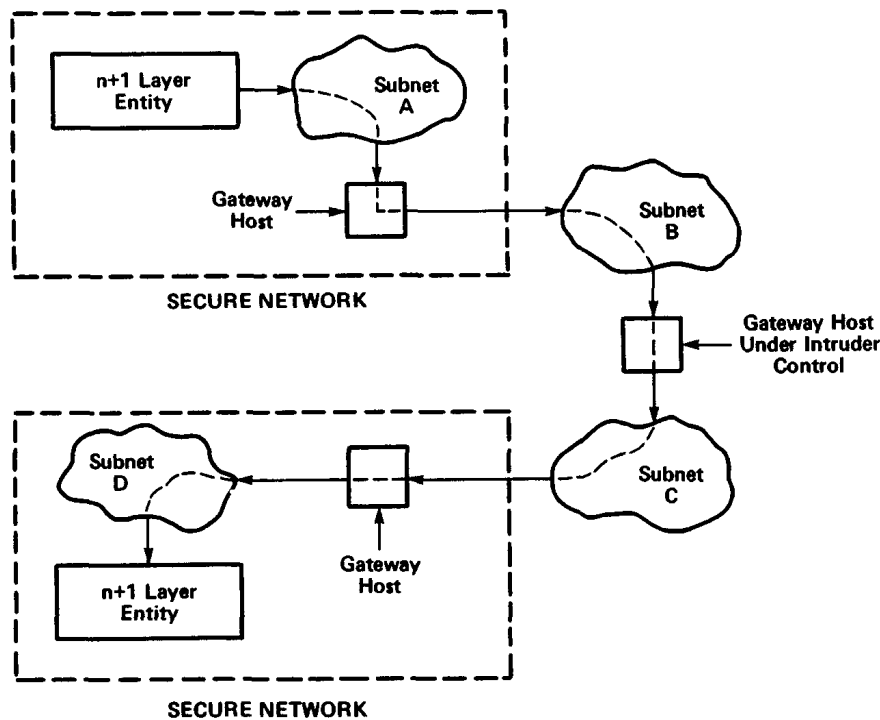 n+1 Layer
Entity
Subnet
A
Gateway
Host
SECURE NETWORK
Subnet
B
Gateway Host
Under Intruder
Control
Subnet
C
Subnet
D
Gateway
Host
n+1 Layer
Entity
SECURE NETWORK